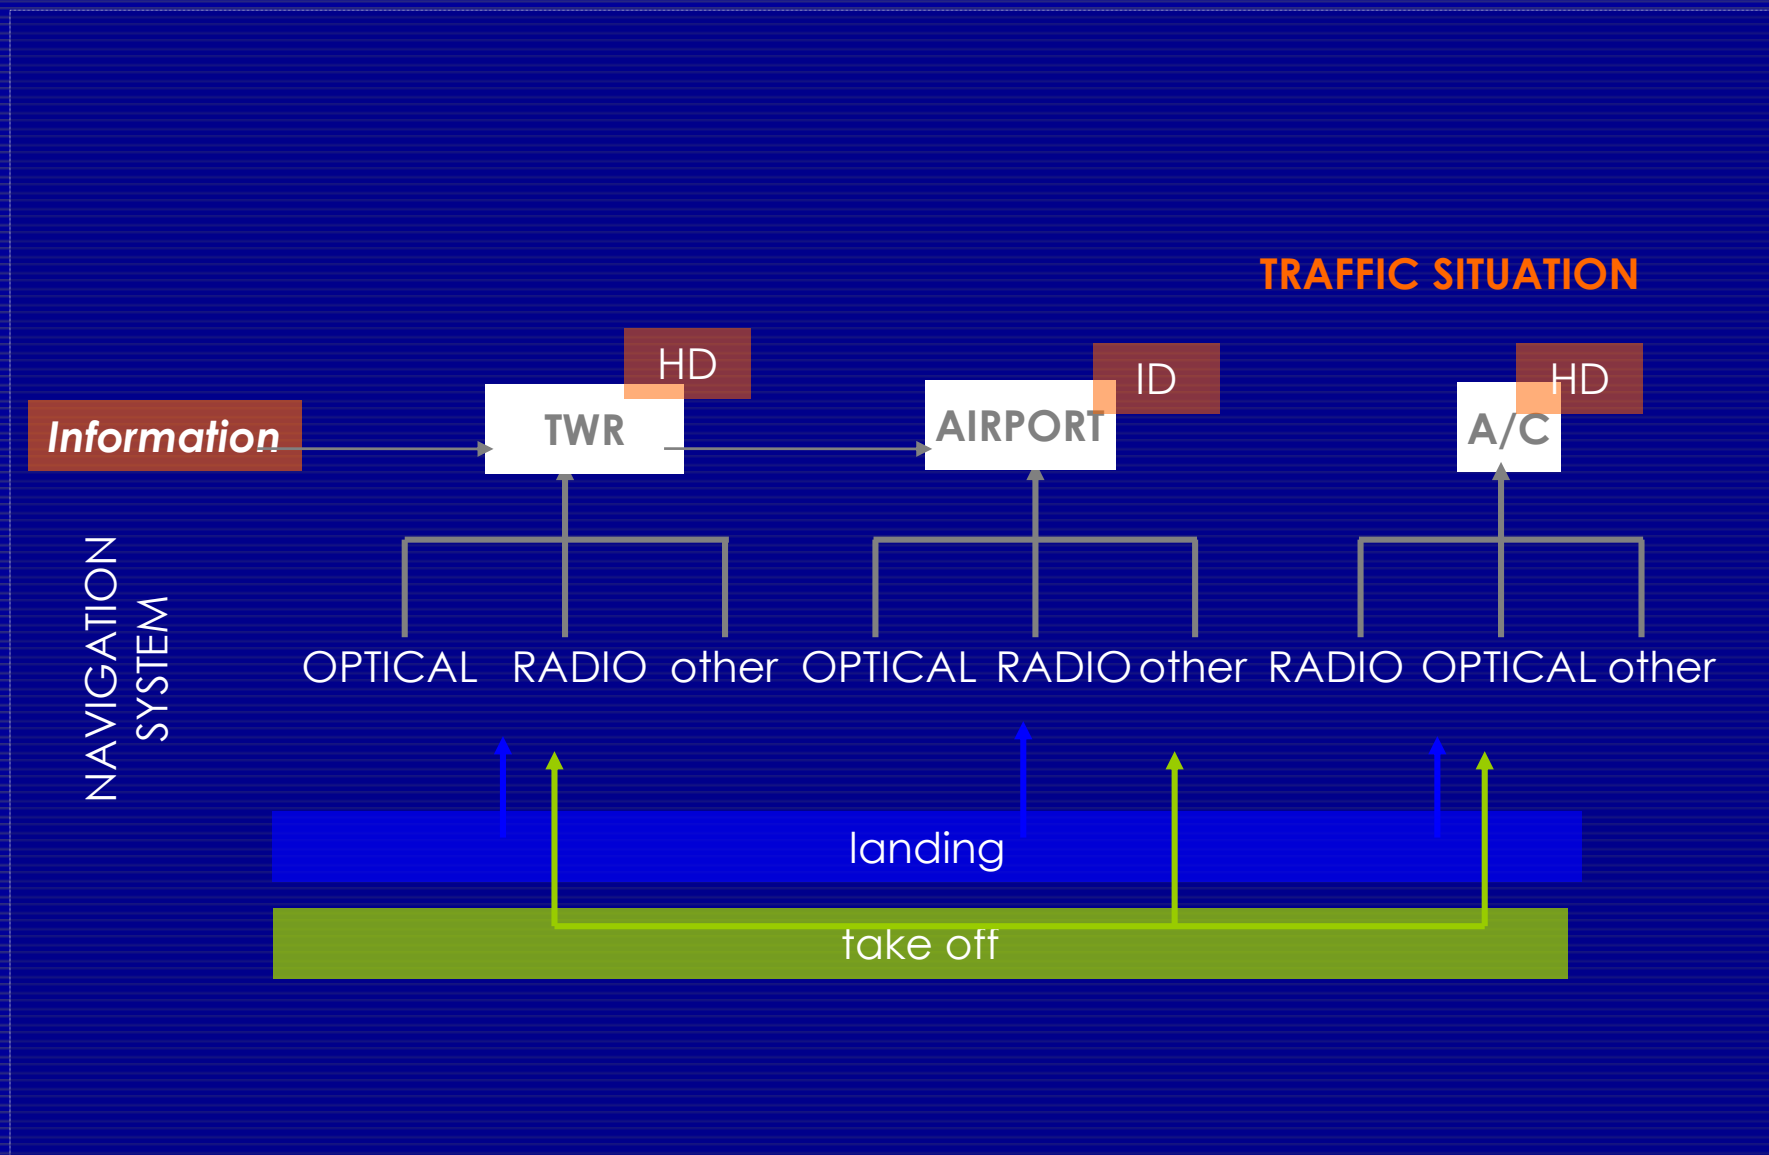 TRAFFIC SITUATION
HD
ID
HD
Information
TWR
AIRPORT
A/C
NAVIGATION
SYSTEM
OPTICAL RADIO other OPTICAL RADIO other RADIO OPTICAL other
landing
take off